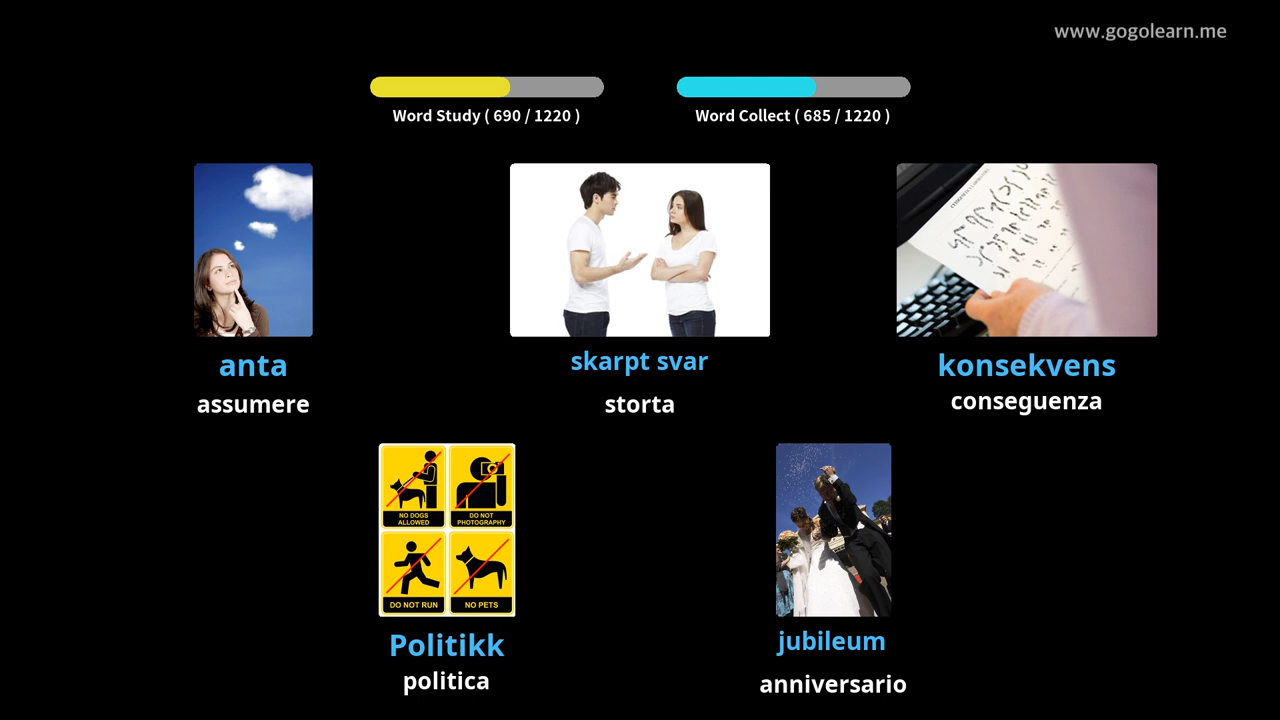 www.gogolearn.me
Word Study ( 690 / 1220 )
Word Collect ( 685 / 1220 )
anta
assumere
skarpt svar
storta
konsekvens
conseguenza
NO DOGS
ALLOWED
DO NOT
PHOTOGRAPHY
DO NOT RUN
NO PETS
Politikk
politica
jubileum
anniversario